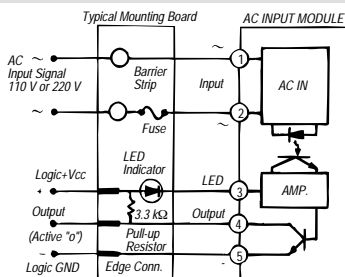 Typical Mounting Board
AC INPUT MODULE
AC ~
Input Signal
110 V or 220 V
~
~
Barrier
Strip
Input
1
2
AC IN
~
Fuse
~
LED
Indicator
Logic+Vcc
+
LED
3
AMP.
Output
(Active "o")
3.3 kΩ
Output
4
Pull-up
Resistor
5
-
Logic GND
Edge Conn.